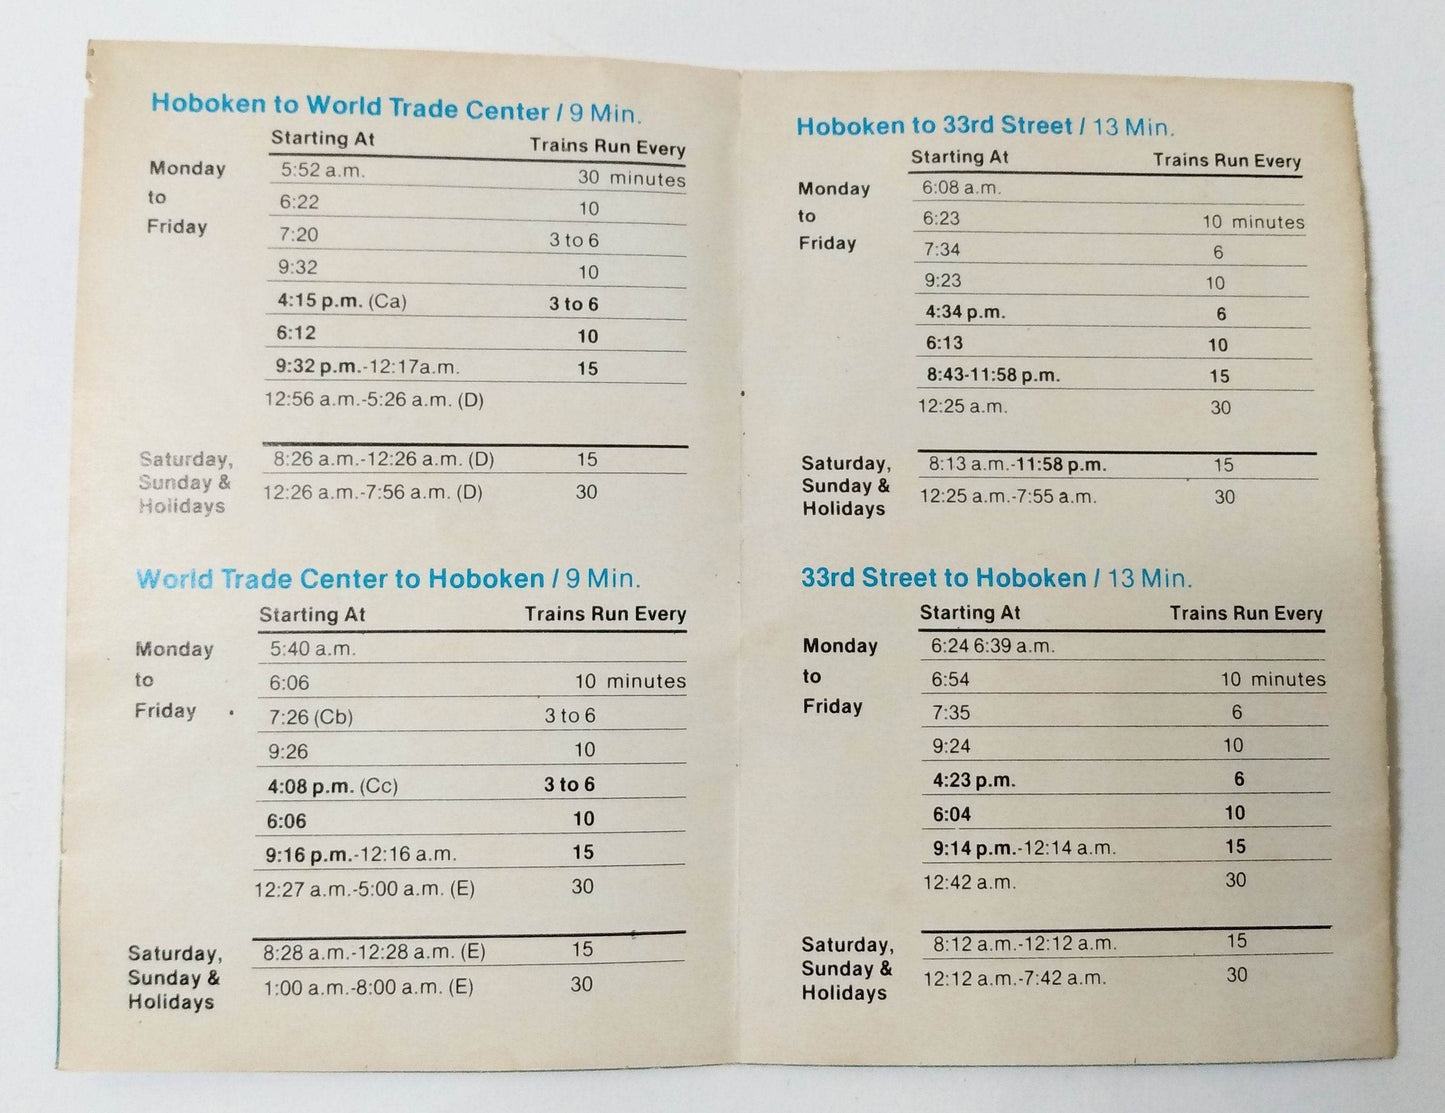 Hoboken to World Trade Center / 9 Min.
Starting At Trains Run Every
Monday 5:52 a.m. 30 minutes
to 6:22 10
Friday 7:20 3 to 6
9:32 10
4:15 p.m. (Ca) 3 to 6
6:12 10
9:32 p.m.-12:17a.m. 15
12:56 a.m.-5:26 a.m. (D)
Saturday, 8:26 a.m.-12:26 a.m. (D) 15
Sunday & 12:26 a.m.-7:56 a.m. (D) 30
Holidays
World Trade Center to Hoboken / 9 Min.
Starting At Trains Run Every
Monday 5:40 a.m.
to 6:06 10 minutes
Friday 7:26 (Cb) 3 to 6
9:26 10
4:08 p.m. (Cc) 3 to 6
6:06 10
9:16 p.m.-12:16 a.m. 15
12:27 a.m.-5:00 a.m. (E) 30
Saturday, 8:28 a.m.-12:28 a.m. (E) 15
Sunday & 1:00 a.m.-8:00 a.m. (E) 30
Holidays
Hoboken to 33rd Street / 13 Min.
Starting At Trains Run Every
Monday 6:08 a.m.
to 6:23 10 minutes
Friday 7:34 6
9:23 10
4:34 p.m. 6
6:13 10
8:43-11:58 p.m. 15
12:25 a.m. 30
Saturday, 8:13 a.m.-11:58 p.m. 15
Sunday & 12:25 a.m.-7:55 a.m. 30
Holidays
33rd Street to Hoboken / 13 Min.
Starting At Trains Run Every
Monday 6:24 6:39 a.m.
to 6:54 10 minutes
Friday 7:35 6
9:24 10
4:23 p.m. 6
6:04 10
9:14 p.m.-12:14 a.m. 15
12:42 a.m. 30
Saturday, 8:12 a.m.-12:12 a.m. 15
Sunday & 12:12 a.m.-7:42 a.m. 30
Holidays